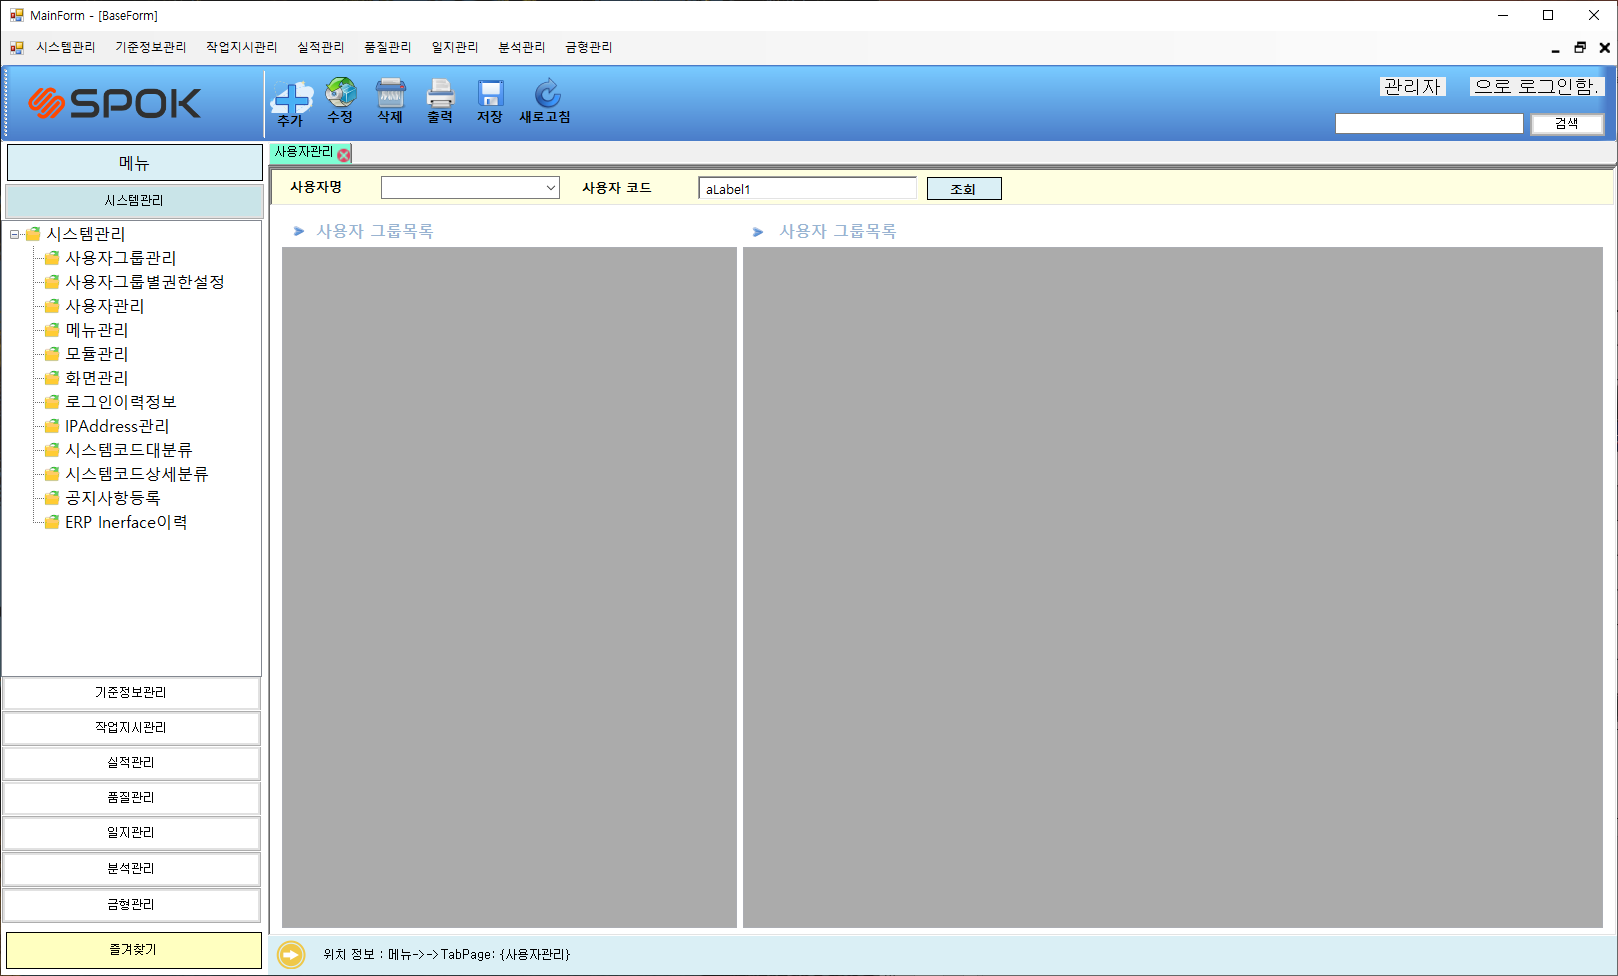 MainForm - [BaseForm]
시스템관리 기준정보관리 작업지시관리 실적관리 품질관리 일지관리 분석관리 금형관리
SPOK
추가 수정 삭제 출력 저장 새로고침
관리자 으로 로그인함.
검색
메뉴
사용자관리
시스템관리
사용자명 사용자 코드 aLabel1 조회
시스템관리
사용자그룹관리
사용자그룹별권한설정
사용자관리
메뉴관리
모듈관리
화면관리
로그인이력정보
IPAddress관리
시스템코드대분류
시스템코드상세분류
공지사항등록
ERP Inerface이력
사용자 그룹목록 사용자 그룹목록
기준정보관리
작업지시관리
실적관리
품질관리
일지관리
분석관리
금형관리
즐겨찾기
위치 정보 : 메뉴->->TabPage: {사용자관리}